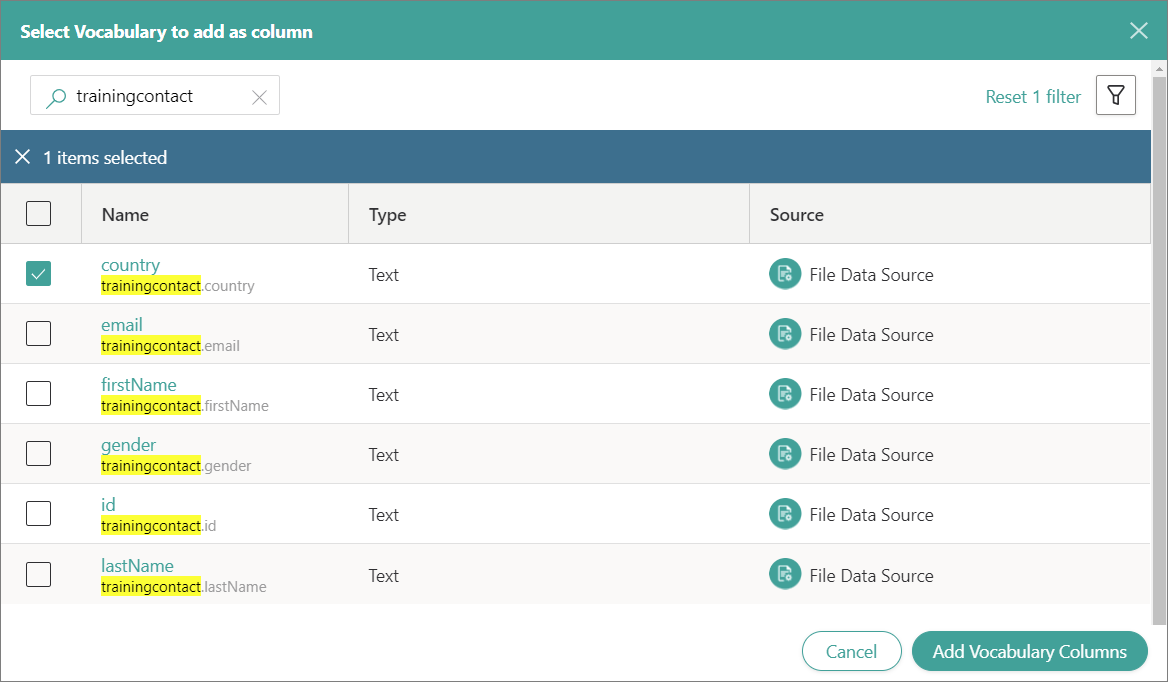 Select Vocabulary to add as column
trainingcontact
Reset 1 filter
1 items selected
Name Type Source
country
trainingcontact.country
Text
File Data Source
email
trainingcontact.email
Text
File Data Source
firstName
trainingcontact.firstName
Text
File Data Source
gender
trainingcontact.gender
Text
File Data Source
id
trainingcontact.id
Text
File Data Source
lastName
trainingcontact.lastName
Text
File Data Source
Cancel
Add Vocabulary Columns